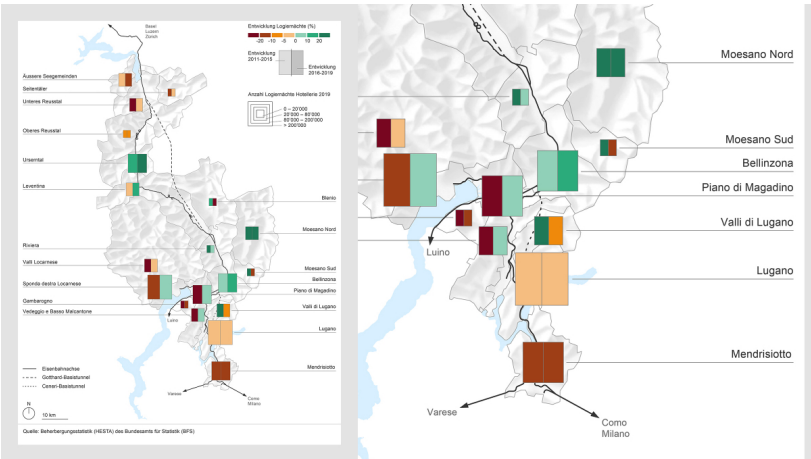 Basel
Luzern
Zürich
Entwicklung Logiernächte (%)
-20 -10 -5 0 10 20
Entwicklung
2011-2015
Entwicklung
2016-2019
Anzahl Logiernächte Hotellerie 2019
0 – 20'000
20'000 – 80'000
80'000 – 200'000
> 200'000
Äussere Seegemeinden
Seitentäler
Unteres Reusstal
Oberes Reusstal
Urserntal
Leventina
Blenio
Moesano Nord
Riviera
Valli Locarnese
Moesano Sud
Bellinzona
Sponda destra Locarnese
Piano di Magadino
Gambarogno
Valli di Lugano
Vedeggio e Basso Malcantone
Luino
Lugano
Mendrisiotto
Eisenbahnachse
Gotthard-Basistunnel
Ceneri-Basistunnel
N
10 km
Varese
Como
Milano
Quelle: Beherbergungsstatistik (HESTA) des Bundesamts für Statistik (BFS)
Moesano Nord
Moesano Sud
Bellinzona
Piano di Magadino
Valli di Lugano
Luino
Lugano
Mendrisiotto
Varese
Como
Milano